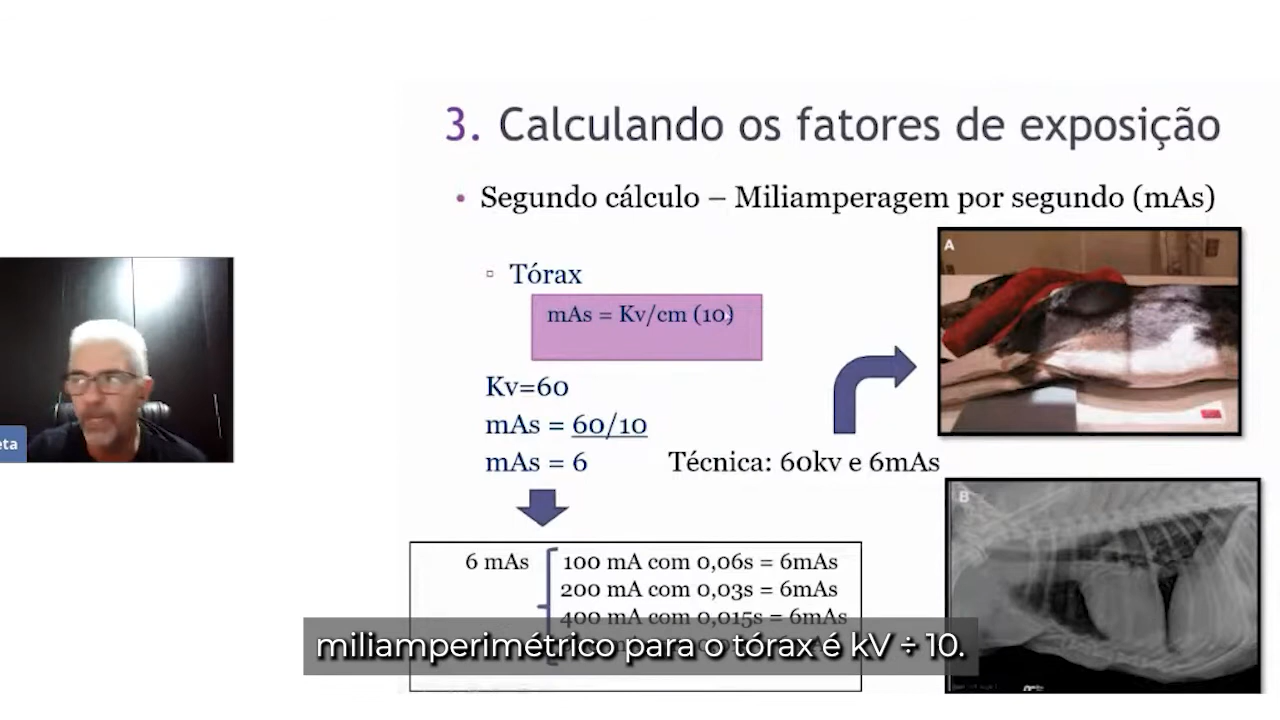 3. Calculando os fatores de exposição
• Segundo cálculo – Miliamperagem por segundo (mAs)
▫ Tórax
mAs = Kv/cm (10)
Kv=60
mAs = 60/10
mAs = 6
Técnica: 60kv e 6mAs
6 mAs
100 mA com 0,06s = 6mAs
200 mA com 0,03s = 6mAs
400 mA com 0,015s = 6mAs
miliamperimétrico para o tórax é kV ÷ 10.
eta
A
B